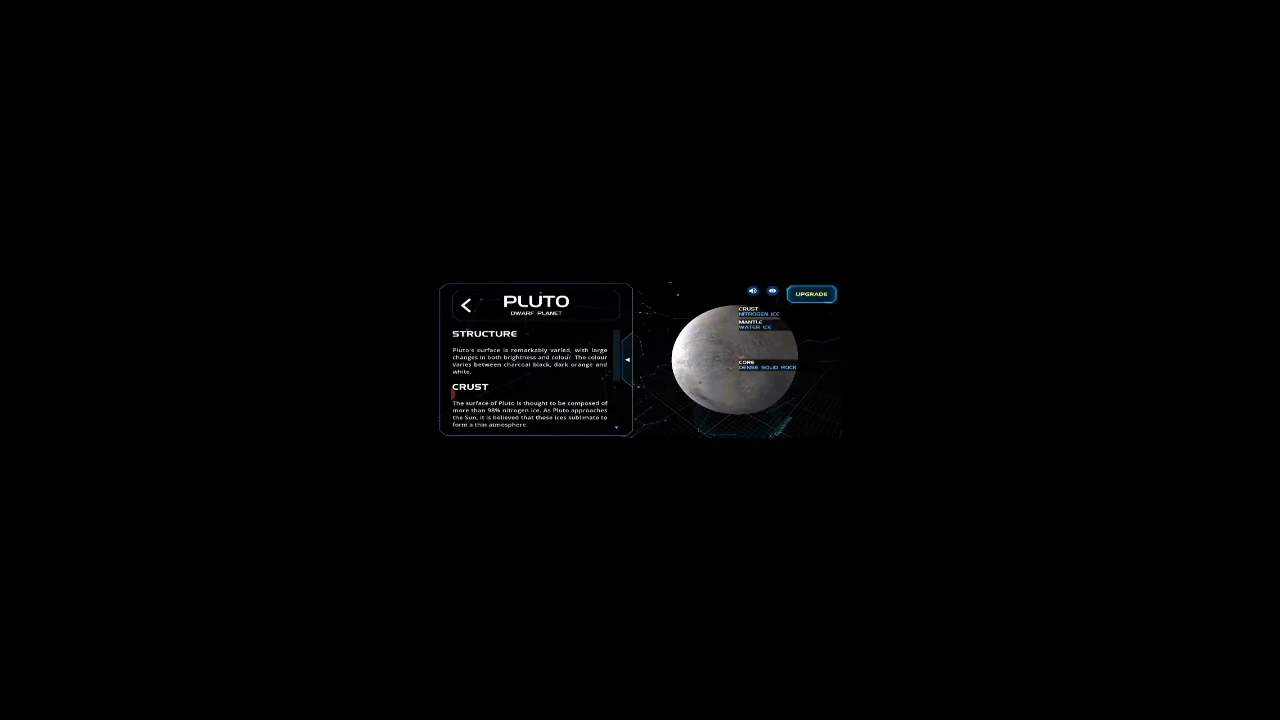 PLUTO
DWARF PLANET
STRUCTURE
Pluto's surface is remarkably varied, with large
changes in both brightness and colour. The colour
varies between charcoal black, dark orange and
white.
CRUST
The surface of Pluto is thought to be composed of
more than 98% nitrogen ice. As Pluto approaches
the Sun, it is believed that these ices sublimate to
form a thin atmosphere.
UPGRADE
CRUST
NITROGEN ICE
MANTLE
WATER ICE
CORE
DENSE SOLID ROCK